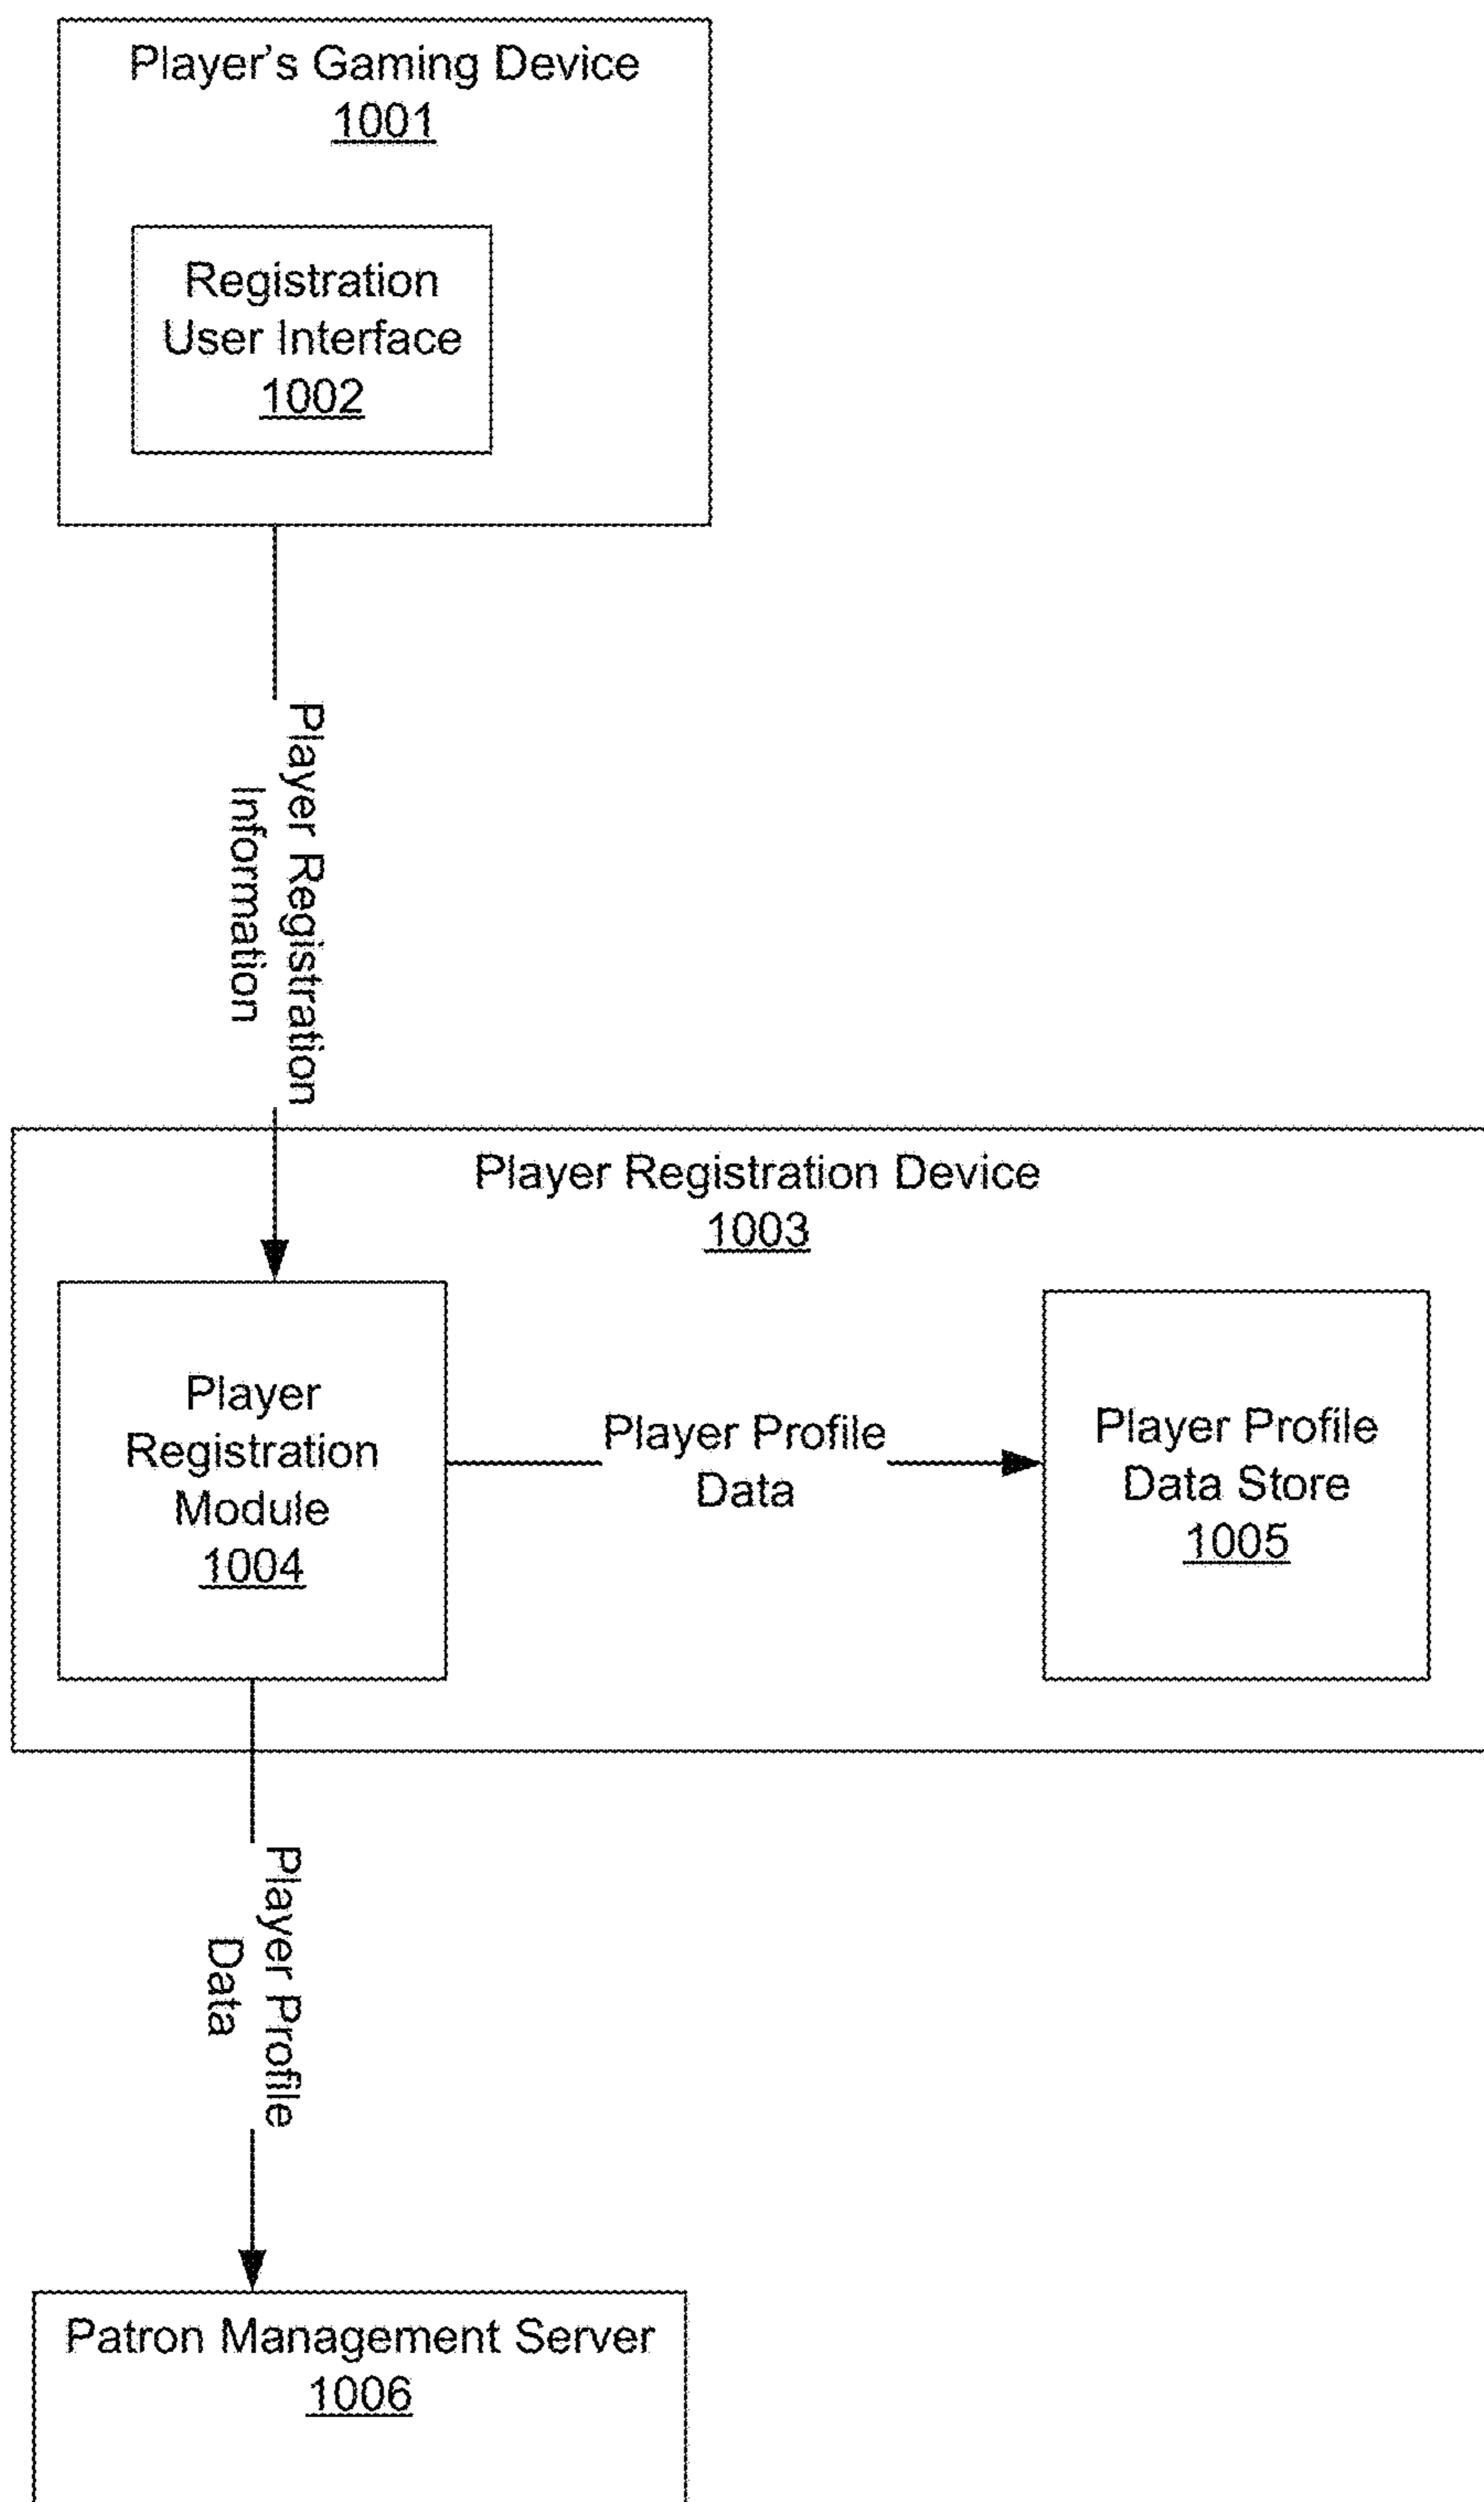 Player’s Gaming Device
1001
Registration
User Interface
1002
Player Registration
Information
Player Registration Device
1003
Player
Registration
Module
1004
Player Profile
Data
Player Profile
Data Store
1005
Player Profile
Data
Patron Management Server
1006